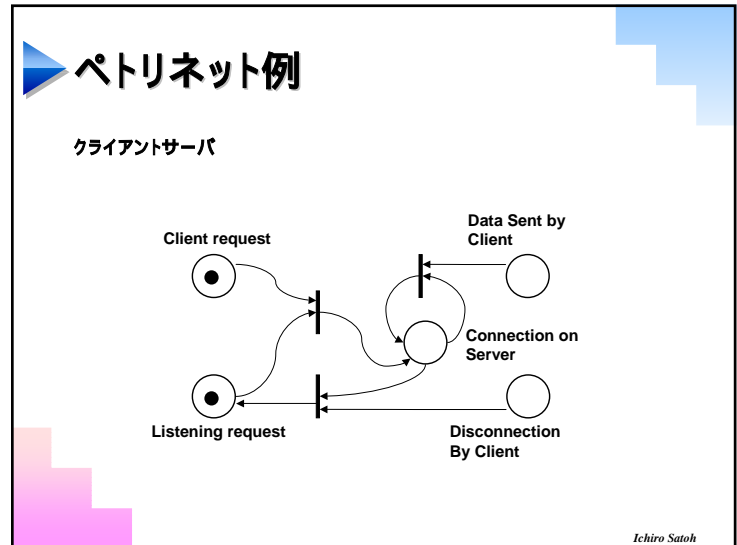 ペトリネット例
クライアントサーバ
Client request
Data Sent by
Client
Connection on
Server
Listening request
Disconnection
By Client
Ichiro Satoh